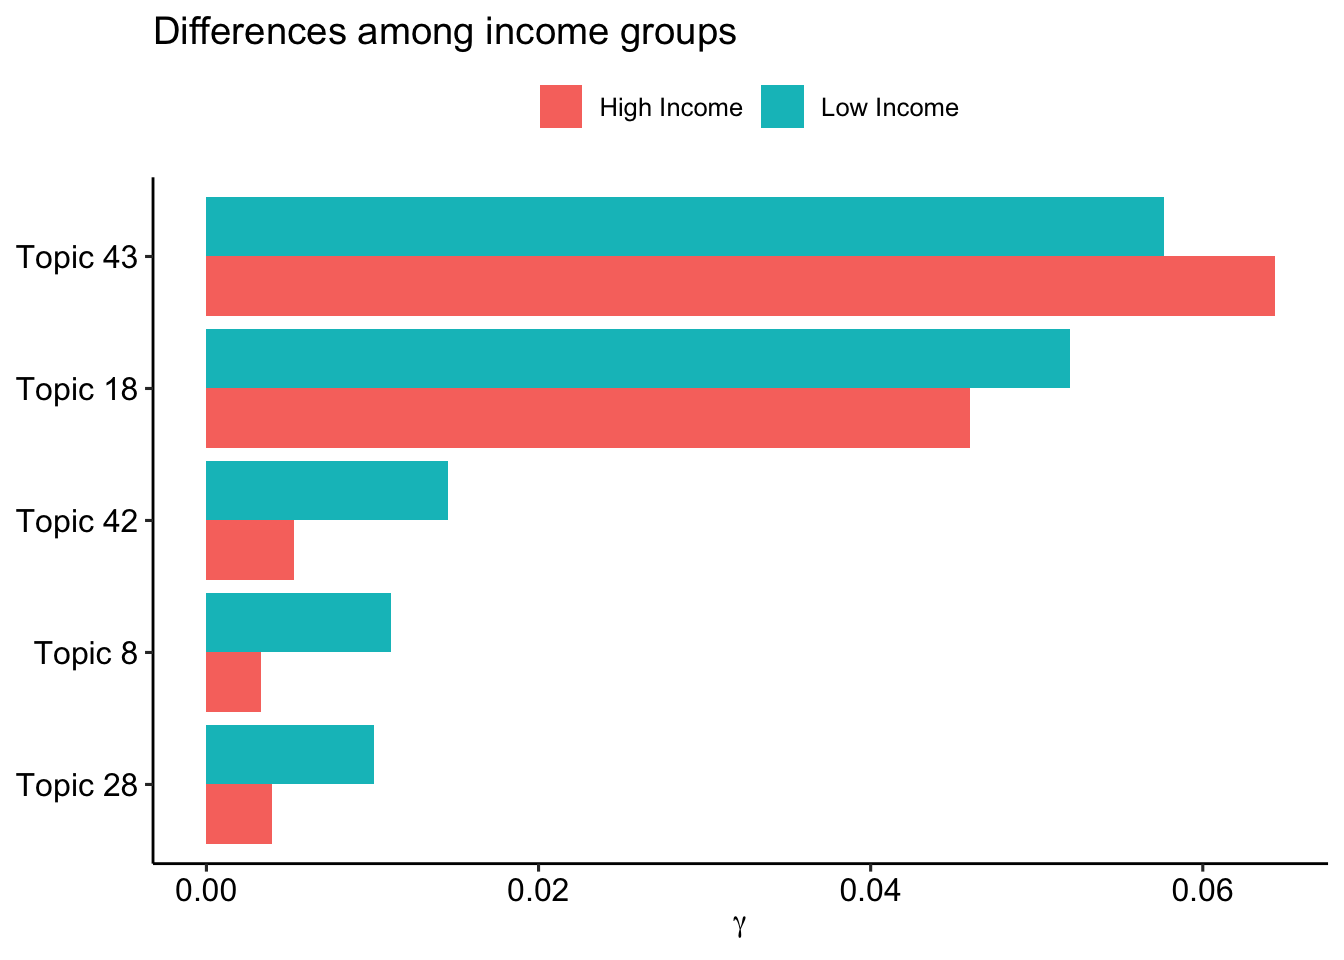 Differences among income groups
High Income Low Income
Topic 43
Topic 18
Topic 42
Topic 8
Topic 28
0.00 0.02 0.04 0.06
γ